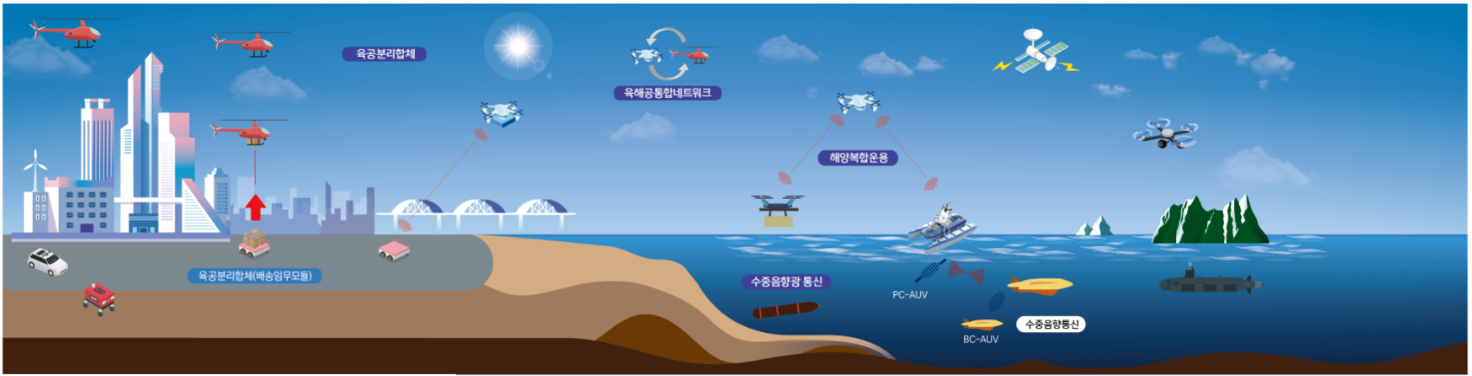 육공분리합체
육해공통합네트워크
해양복합운용
육공분리합체(배송임무모듈)
수중음향광 통신
PC-AUV
수중음향통신
BC-AUV